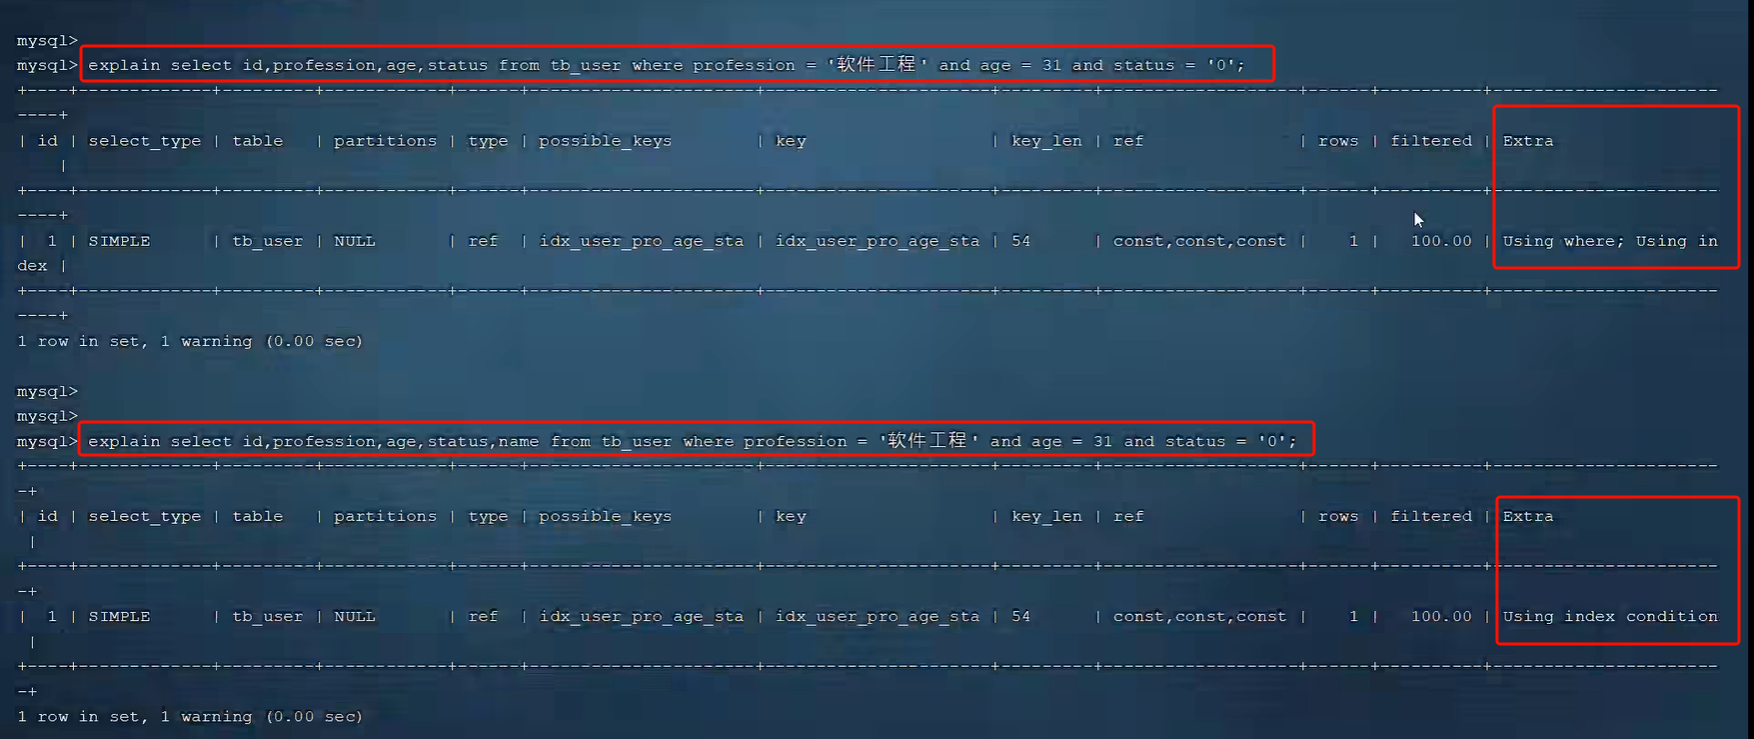 mysql>
mysql> explain select id,profession,age,status from tb_user where profession = '软件工程' and age = 31 and status = '0';
+----+-------------+---------+------------+------+----------------------+----------------------+---------+-------------------+------+----------+----------------------
----+
| id | select_type | table   | partitions | type | possible_keys        | key                  | key_len | ref               | rows | filtered | Extra
    |
+----+-------------+---------+------------+------+----------------------+----------------------+---------+-------------------+------+----------+----------------------
----+
|  1 | SIMPLE      | tb_user | NULL       | ref  | idx_user_pro_age_sta | idx_user_pro_age_sta | 54      | const,const,const |    1 |   100.00 | Using where; Using in
dex |
+----+-------------+---------+------------+------+----------------------+----------------------+---------+-------------------+------+----------+----------------------
----+
1 row in set, 1 warning (0.00 sec)
mysql>
mysql>
mysql> explain select id,profession,age,status,name from tb_user where profession = '软件工程' and age = 31 and status = '0';
+----+-------------+---------+------------+------+----------------------+----------------------+---------+-------------------+------+----------+----------------------
-+
| id | select_type | table   | partitions | type | possible_keys        | key                  | key_len | ref               | rows | filtered | Extra
 |
+----+-------------+---------+------------+------+----------------------+----------------------+---------+-------------------+------+----------+----------------------
-+
|  1 | SIMPLE      | tb_user | NULL       | ref  | idx_user_pro_age_sta | idx_user_pro_age_sta | 54      | const,const,const |    1 |   100.00 | Using index condition
 |
+----+-------------+---------+------------+------+----------------------+----------------------+---------+-------------------+------+----------+----------------------
-+
1 row in set, 1 warning (0.00 sec)